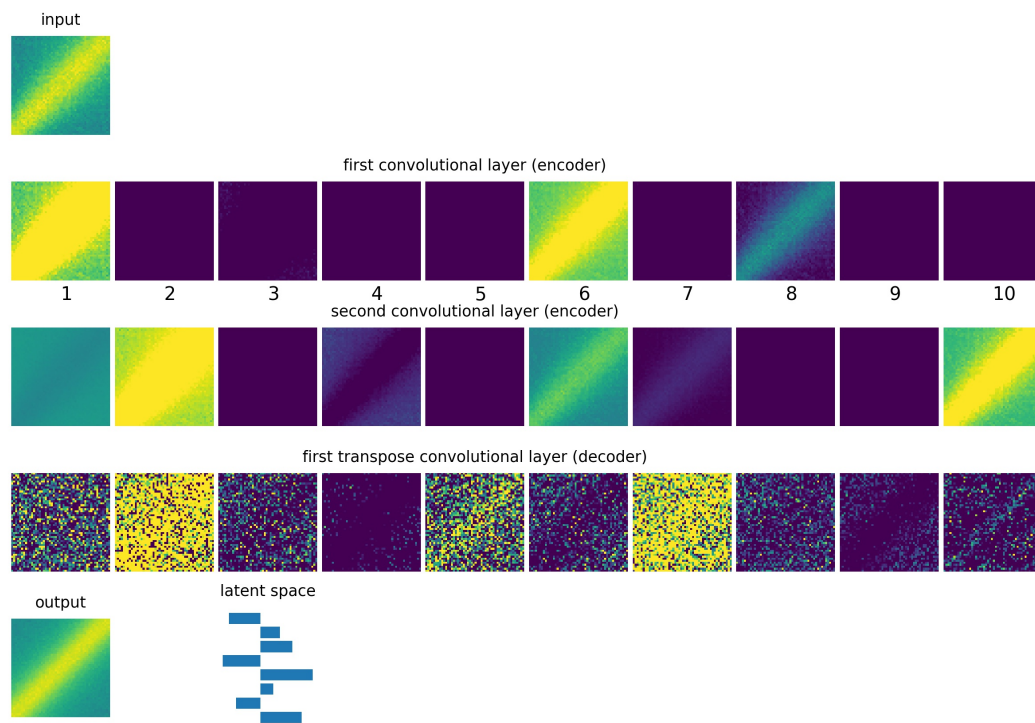 input
first convolutional layer (encoder)
1 2 3 4 5 6 7 8 9 10
second convolutional layer (encoder)
first transpose convolutional layer (decoder)
output
latent space